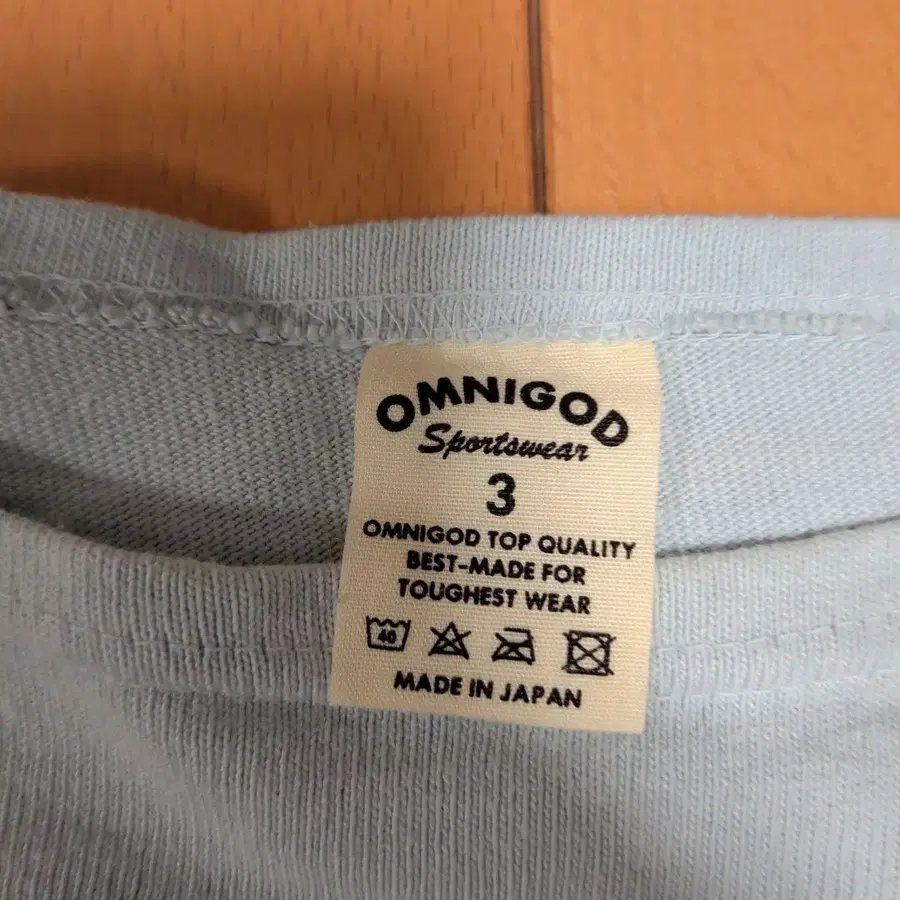 OMNIGOD
Sportswear
3
OMNIGOD TOP QUALITY
BEST-MADE FOR
TOUGHEST WEAR
40
MADE IN JAPAN